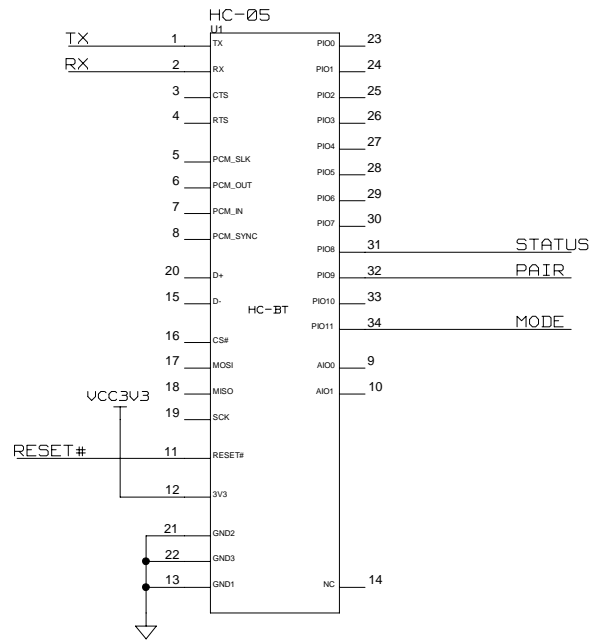 HC-05
U1
TX 1 TX PIO0 23
RX 2 RX PIO1 24
3 CTS PIO2 25
4 RTS PIO3 26
PIO4 27
5 PCM_SLK PIO5 28
6 PCM_OUT PIO6 29
7 PCM_IN PIO7 30
8 PCM_SYNC PIO8 31 STATUS
20 D+ PIO9 32 PAIR
15 D- HC-BT PIO10 33
PIO11 34 MODE
16 CS#
17 MOSI AIO0 9
18 MISO AIO1 10
VCC3V3
19 SCK
RESET# 11 RESET#
12 3V3
21 GND2
22 GND3
13 GND1 NC 14